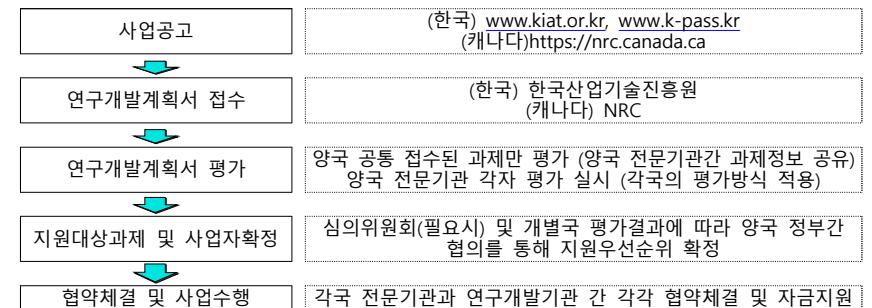 사업공고
(한국) www.kiat.or.kr, www.k-pass.kr
(캐나다)https://nrc.canada.ca
연구개발계획서 접수
(한국) 한국산업기술진흥원
(캐나다) NRC
연구개발계획서 평가
양국 공통 접수된 과제만 평가 (양국 전문기관간 과제정보 공유)
양국 전문기관 각자 평가 실시 (각국의 평가방식 적용)
지원대상과제 및 사업자확정
심의위원회(필요시) 및 개별국 평가결과에 따라 양국 정부간
협의를 통해 지원우선순위 확정
협약체결 및 사업수행
각국 전문기관과 연구개발기관 간 각각 협약체결 및 자금지원